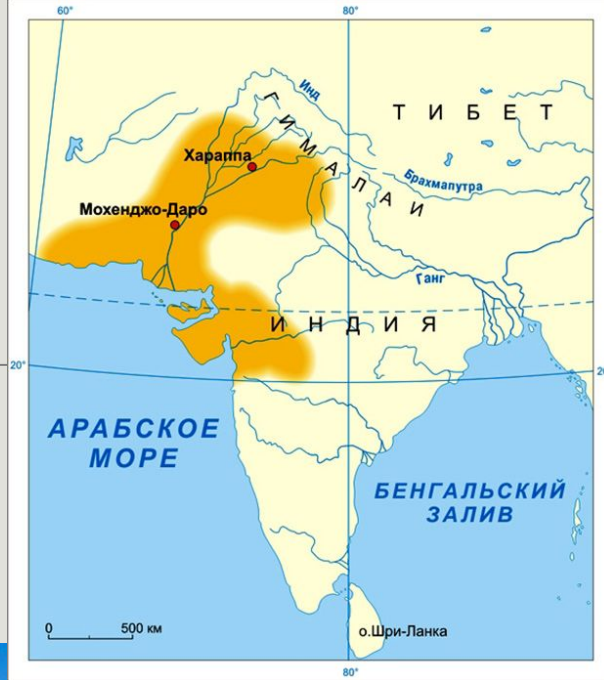 60°
80°
Инд
ТИБЕТ
ГИМАЛАИ
Хараппа
Брахмапутра
Мохенджо-Даро
Ганг
ИНДИЯ
20°
АРАБСКОЕ
МОРЕ
БЕНГАЛЬСКИЙ
ЗАЛИВ
0 500 км
о.Шри-Ланка
80°